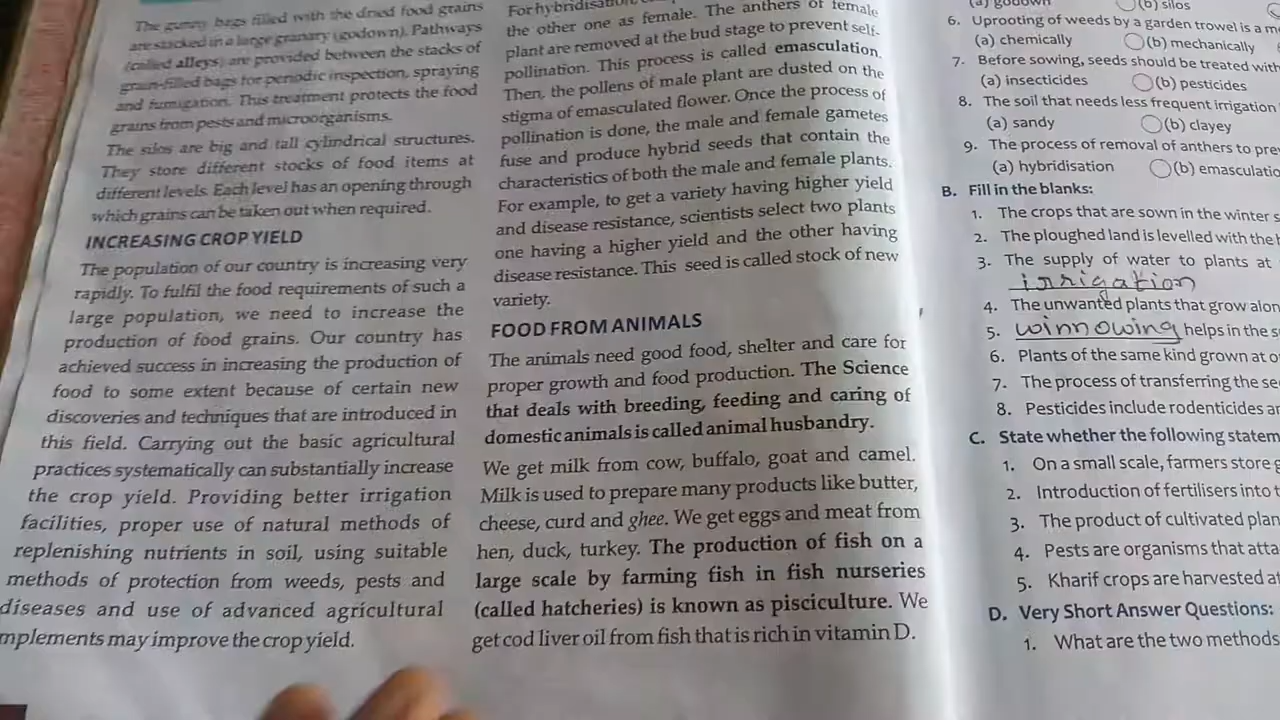 The gunny bags filled with the dried food grains
are stacked in a large granary (godown). Pathways
(called alleys) are provided between the stacks of
grain-filled bags for periodic inspection, spraying
and fumigation. This treatment protects the food
grains from pests and microorganisms.
The silos are big and tall cylindrical structures.
They store different stocks of food items at
different levels. Each level has an opening through
which grains can be taken out when required.
INCREASING CROP YIELD
The population of our country is increasing very
rapidly. To fulfil the food requirements of such a
large population, we need to increase the
production of food grains. Our country has
achieved success in increasing the production of
food to some extent because of certain new
discoveries and techniques that are introduced in
this field. Carrying out the basic agricultural
practices systematically can substantially increase
the crop yield. Providing better irrigation
facilities, proper use of natural methods of
replenishing nutrients in soil, using suitable
methods of protection from weeds, pests and
diseases and use of advanced agricultural
mplements may improve the crop yield.
For hybridisation,
the other one as female. The anthers of female
plant are removed at the bud stage to prevent self-
pollination. This process is called emasculation.
Then, the pollens of male plant are dusted on the
stigma of emasculated flower. Once the process of
pollination is done, the male and female gametes
fuse and produce hybrid seeds that contain the
characteristics of both the male and female plants.
For example, to get a variety having higher yield
and disease resistance, scientists select two plants
one having a higher yield and the other having
disease resistance. This seed is called stock of new
variety.
FOOD FROM ANIMALS
The animals need good food, shelter and care for
proper growth and food production. The Science
that deals with breeding, feeding and caring of
domestic animals is called animal husbandry.
We get milk from cow, buffalo, goat and camel.
Milk is used to prepare many products like butter,
cheese, curd and ghee. We get eggs and meat from
hen, duck, turkey. The production of fish on a
large scale by farming fish in fish nurseries
(called hatcheries) is known as pisciculture. We
get cod liver oil from fish that is rich in vitamin D.
(a) godown (b) silos
6. Uprooting of weeds by a garden trowel is a m
(a) chemically (b) mechanically
7. Before sowing, seeds should be treated with
(a) insecticides (b) pesticides
8. The soil that needs less frequent irrigation
(a) sandy (b) clayey
9. The process of removal of anthers to prev
(a) hybridisation (b) emasculatio
B. Fill in the blanks:
1. The crops that are sown in the winter s
2. The ploughed land is levelled with the h
3. The supply of water to plants at
irrigation
4. The unwanted plants that grow alon
5. winnowing helps in the s
6. Plants of the same kind grown at o
7. The process of transferring the se
8. Pesticides include rodenticides an
C. State whether the following statem
1. On a small scale, farmers store g
2. Introduction of fertilisers into t
3. The product of cultivated plan
4. Pests are organisms that atta
5. Kharif crops are harvested at
D. Very Short Answer Questions:
1. What are the two methods